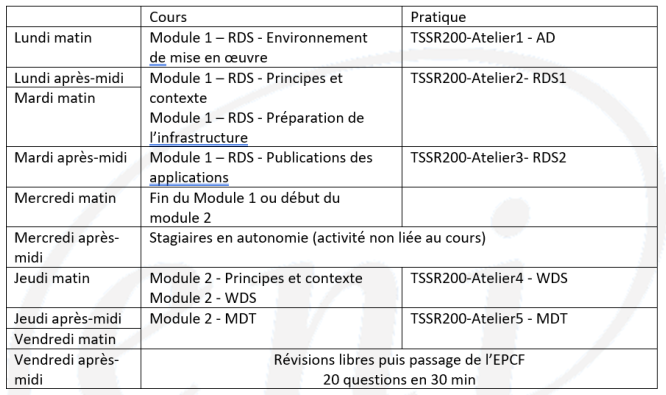 Cours Pratique
Lundi matin Module 1 – RDS - Environnement TSSR200-Atelier1 - AD
de mise en œuvre
Lundi après-midi Module 1 – RDS - Principes et TSSR200-Atelier2- RDS1
Mardi matin contexte
Module 1 – RDS - Préparation de
l’infrastructure
Mardi après-midi Module 1 – RDS - Publications des TSSR200-Atelier3- RDS2
applications
Mercredi matin Fin du Module 1 ou début du
module 2
Mercredi après- Stagiaires en autonomie (activité non liée au cours)
midi
Jeudi matin Module 2 - Principes et contexte TSSR200-Atelier4 - WDS
Module 2 - WDS
Jeudi après-midi Module 2 - MDT TSSR200-Atelier5 - MDT
Vendredi matin
Vendredi après- Révisions libres puis passage de l’EPCF
midi 20 questions en 30 min
eni